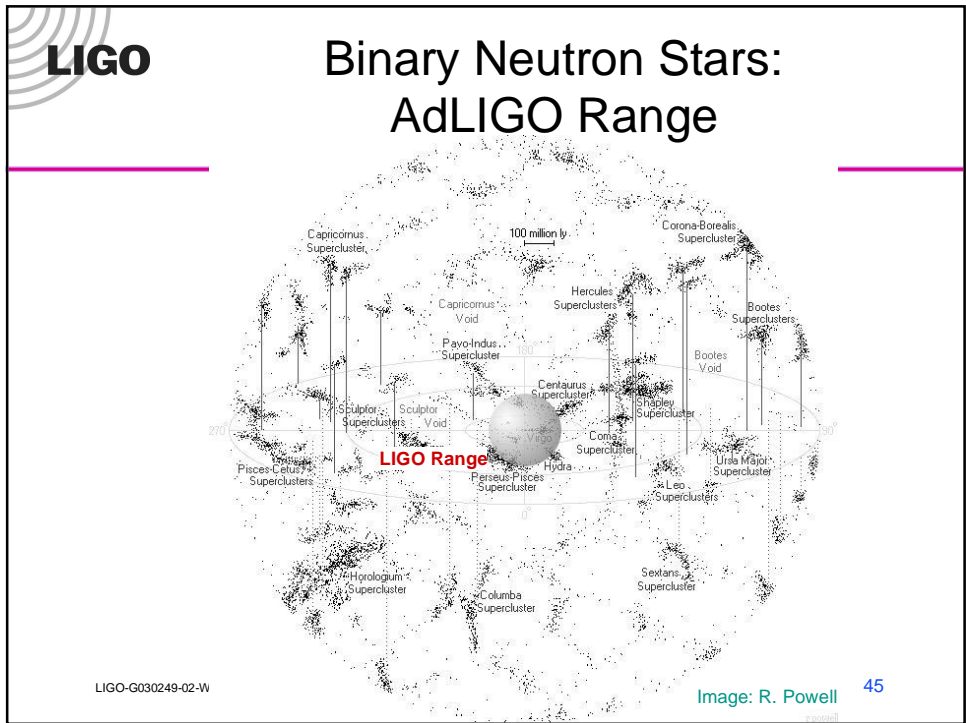 LIGO
Binary Neutron Stars:
AdLIGO Range
Capricornus
Supercluster
100 million ly
Corona-Borealis
Supercluster
Hercules
Superclusters
Capricornus
Void
Bootes
Superclusters
Pavo-Indus
Supercluster
180°
Bootes
Void
Centaurus
Supercluster
Sculptor
Superclusters
Sculptor
Void
Shapley
Supercluster
270°
Virgo
Coma
Supercluster
90°
LIGO Range
Pisces-Cetus
Superclusters
Perseus-Pisces
Supercluster
Hydra
Ursa Major
Supercluster
Leo
Superclusters
0°
Horologium
Supercluster
Columba
Supercluster
Sextans
Supercluster
LIGO-G030249-02-W
Image: R. Powell
45
r powell